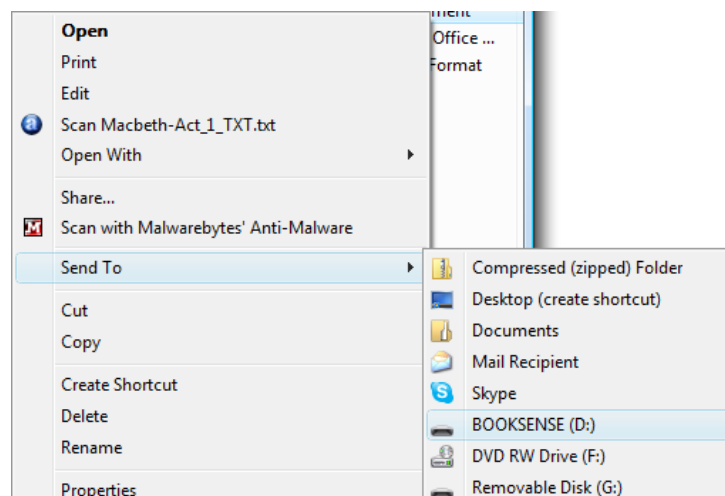 Open
Print
Edit
Scan Macbeth-Act_1_TXT.txt
Open With
Share...
Scan with Malwarebytes' Anti-Malware
Send To
Cut
Copy
Create Shortcut
Delete
Rename
Properties
Office ...
Format
Compressed (zipped) Folder
Desktop (create shortcut)
Documents
Mail Recipient
Skype
BOOKSENSE (D:)
DVD RW Drive (F:)
Removable Disk (G:)